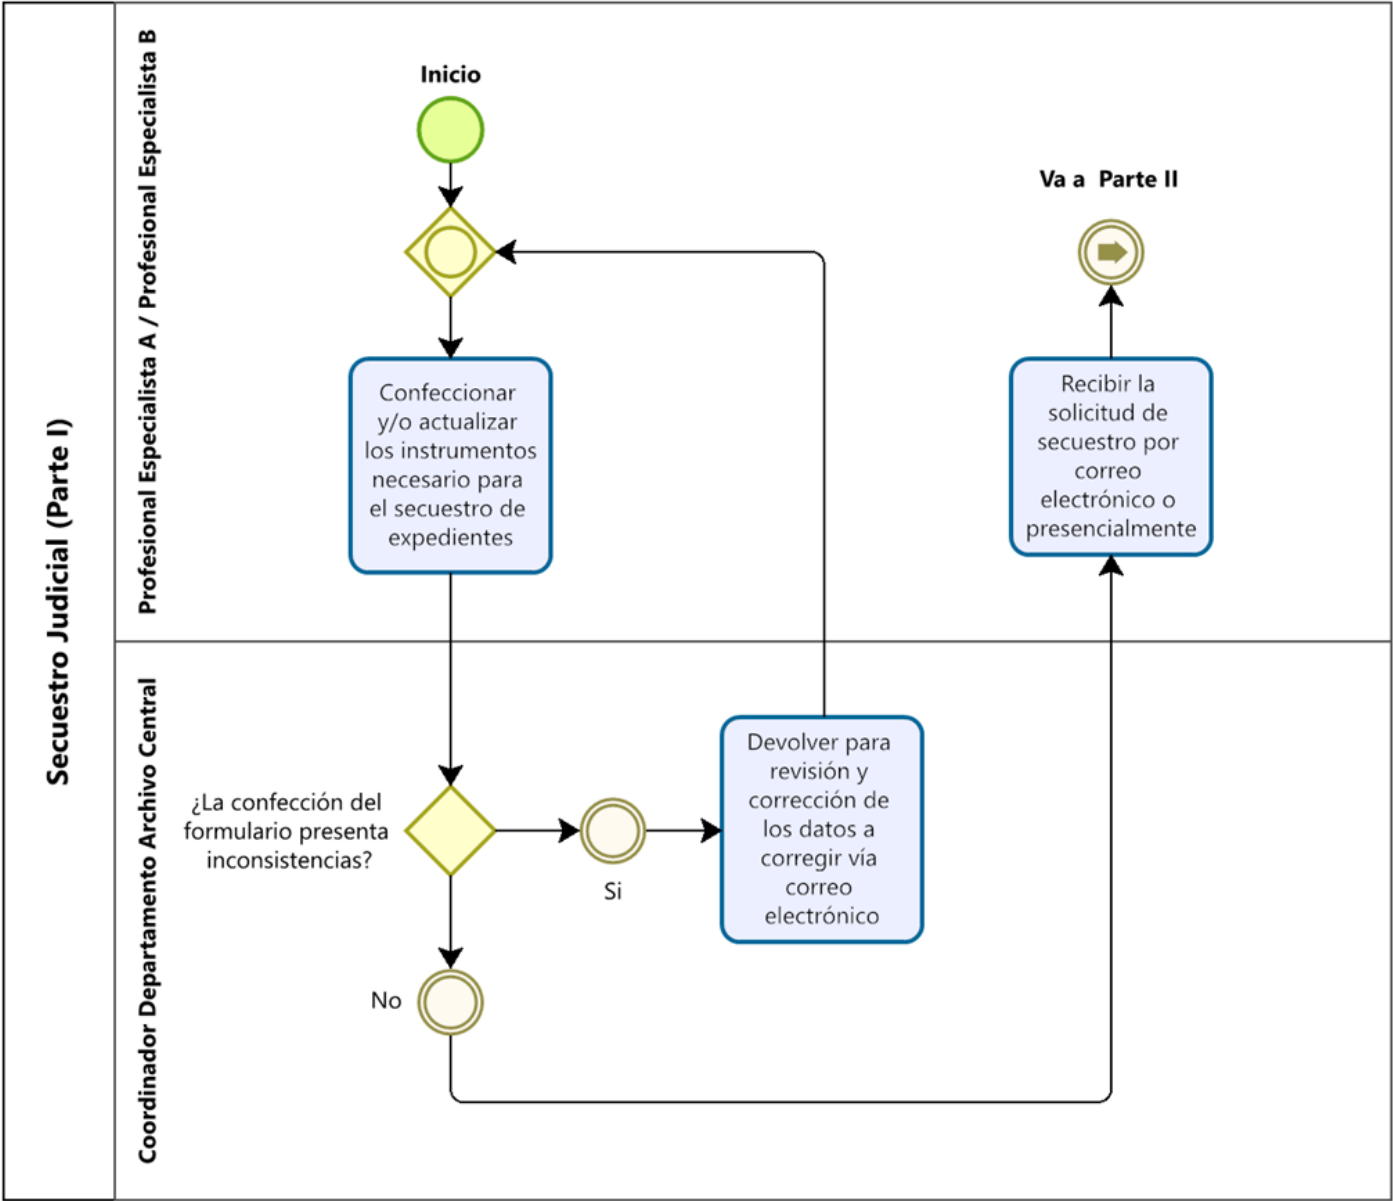 Secuestro Judicial (Parte I)
Profesional Especialista A / Profesional Especialista B
Inicio
Va a  Parte II
Confeccionar
y/o actualizar
los instrumentos
necesario para
el secuestro de
expedientes
Recibir la
solicitud de
secuestro por
correo
electrónico o
presencialmente
Coordinador Departamento Archivo Central
¿La confección del
formulario presenta
inconsistencias?
Si
Devolver para
revisión y
corrección de
los datos a
corregir vía
correo
electrónico
No